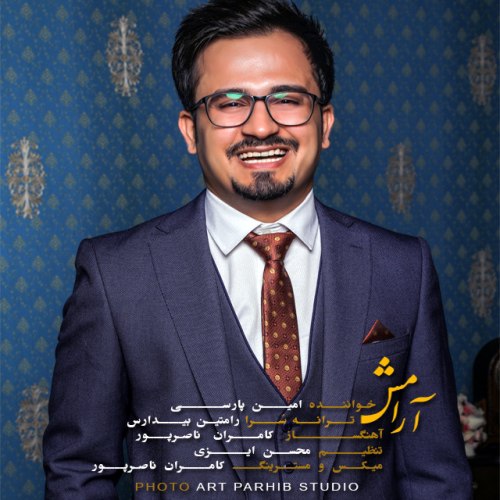 آرامش
خواننده امین پارسی
ترانه سرا رامتین بیدارس
آهنگساز کامران ناصرپور
تنظیم محسن ایزی
میکس و مسترینگ کامران ناصرپور
PHOTO ART PARHIB STUDIO